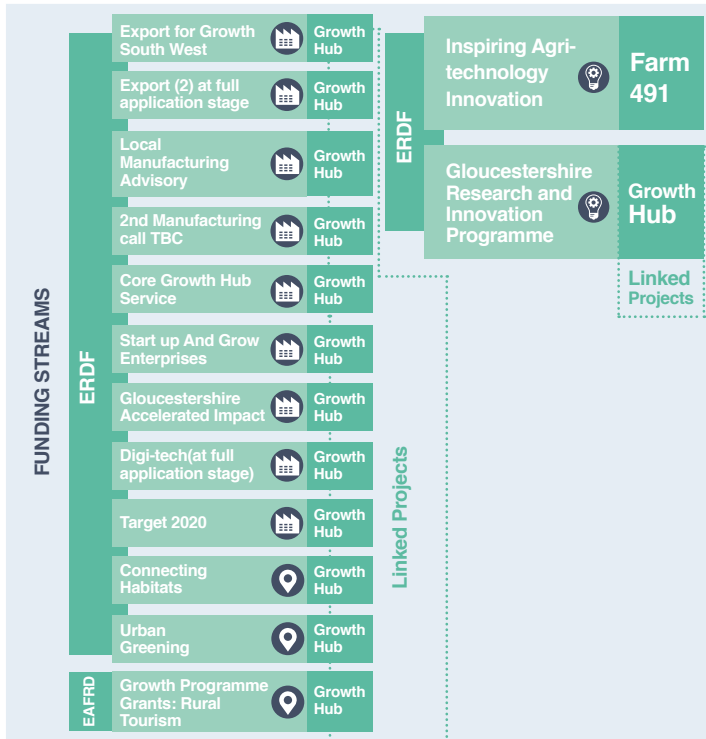 FUNDING STREAMS
ERDF
Export for Growth
South West
Growth
Hub
Export (2) at full
application stage
Growth
Hub
Local
Manufacturing
Advisory
Growth
Hub
2nd Manufacturing
call TBC
Growth
Hub
Core Growth Hub
Service
Growth
Hub
Start up And Grow
Enterprises
Growth
Hub
Gloucestershire
Accelerated Impact
Growth
Hub
Digi-tech(at full
application stage)
Growth
Hub
Target 2020
Growth
Hub
Connecting
Habitats
Growth
Hub
Urban
Greening
Growth
Hub
EAFRD
Growth Programme
Grants: Rural
Tourism
Growth
Hub
Linked Projects
ERDF
Inspiring Agri-
technology
Innovation
Farm
491
Gloucestershire
Research and
Innovation
Programme
Growth
Hub
Linked
Projects